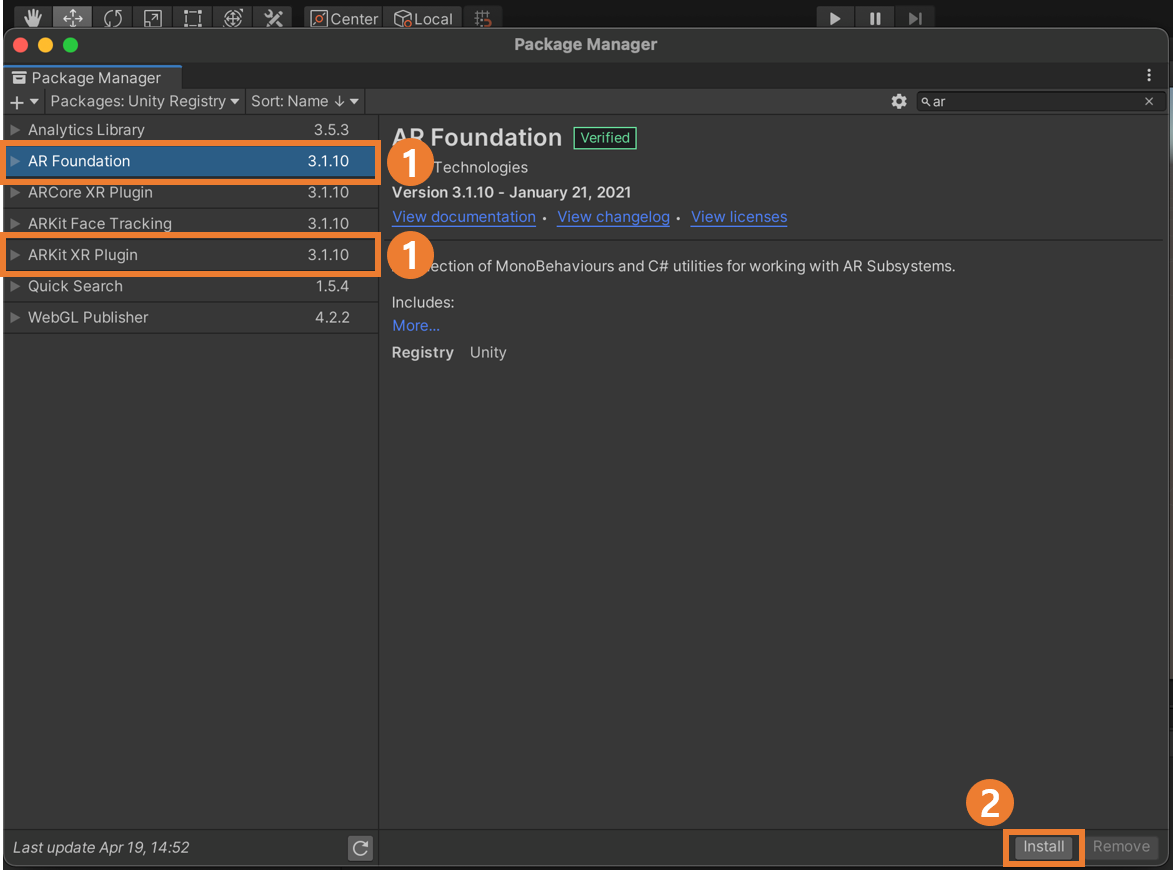 Center Local
Package Manager
Package Manager
Packages: Unity Registry Sort: Name ↓ ar
Analytics Library 3.5.3
AR Foundation 3.1.10
ARCore XR Plugin 3.1.10
ARKit Face Tracking 3.1.10
ARKit XR Plugin 3.1.10
Quick Search 1.5.4
WebGL Publisher 4.2.2
1
1
AR Foundation Verified
Technologies
Version 3.1.10 - January 21, 2021
View documentation • View changelog • View licenses
ection of MonoBehaviours and C# utilities for working with AR Subsystems.
Includes:
More...
Registry Unity
2
Last update Apr 19, 14:52
Install Remove